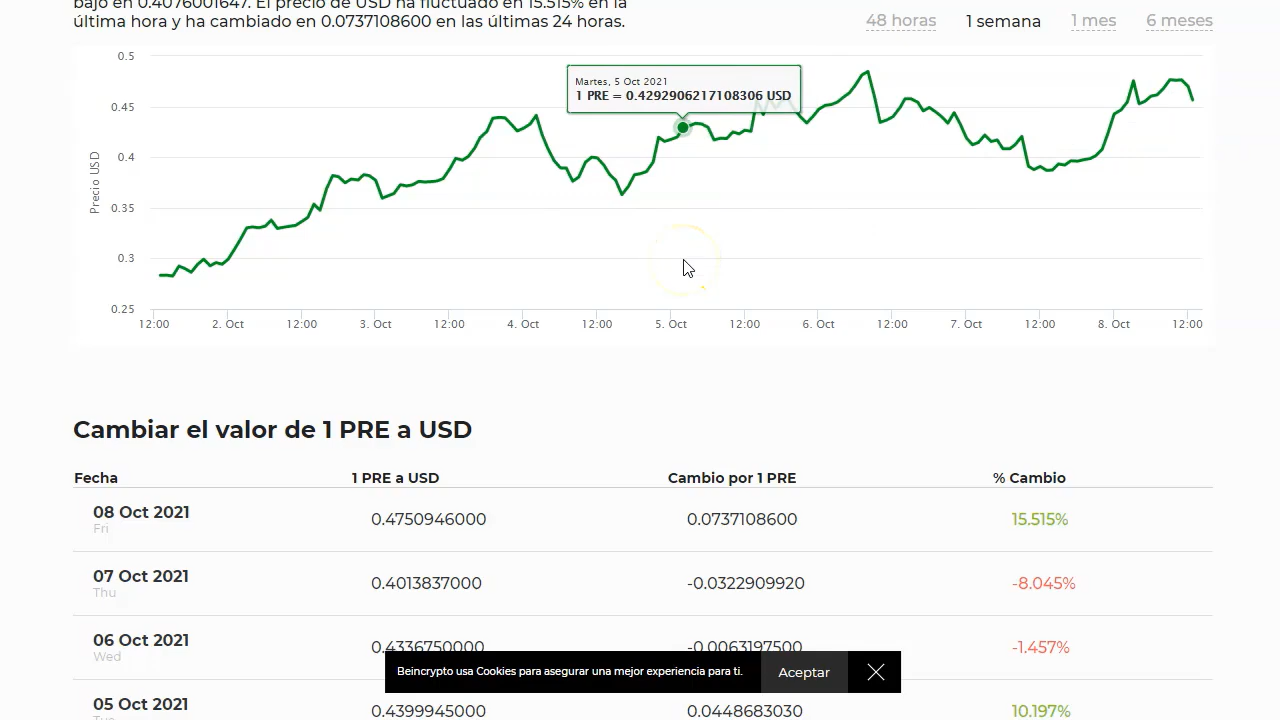 bajo en 0.4076001647. El precio de USD ha fluctuado en 15.515% en la
última hora y ha cambiado en 0.0737108600 en las últimas 24 horas.
48 horas
1 semana
1 mes
6 meses
0.5
0.45
0.4
0.35
0.3
0.25
Precio USD
Martes, 5 Oct 2021
1 PRE = 0.4292906217108306 USD
12:00
2. Oct
12:00
3. Oct
12:00
4. Oct
12:00
5. Oct
12:00
6. Oct
12:00
7. Oct
12:00
8. Oct
12:00
Cambiar el valor de 1 PRE a USD
Fecha 1 PRE a USD Cambio por 1 PRE % Cambio
08 Oct 2021 0.4750946000 0.0737108600 15.515%
Fri
07 Oct 2021 0.4013837000 -0.0322909920 -8.045%
Thu
06 Oct 2021 0.4336750000 -0.0063197500 -1.457%
Wed
Beincrypto usa Cookies para asegurar una mejor experiencia para ti. Aceptar
05 Oct 2021 0.4399945000 0.0448683030 10.197%
Tue